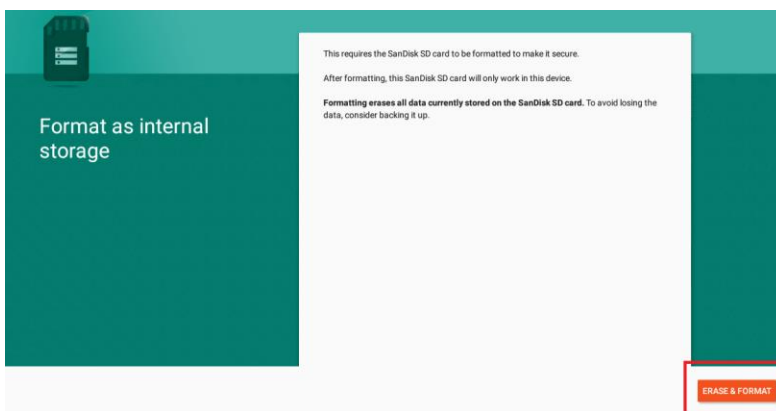 Format as internal
storage
This requires the SanDisk SD card to be formatted to make it secure.
After formatting, this SanDisk SD card will only work in this device.
Formatting erases all data currently stored on the SanDisk SD card. To avoid losing the
data, consider backing it up.
ERASE & FORMAT